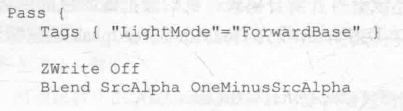 Pass {
    Tags { "LightMode"="ForwardBase" }

    ZWrite Off
    Blend SrcAlpha OneMinusSrcAlpha